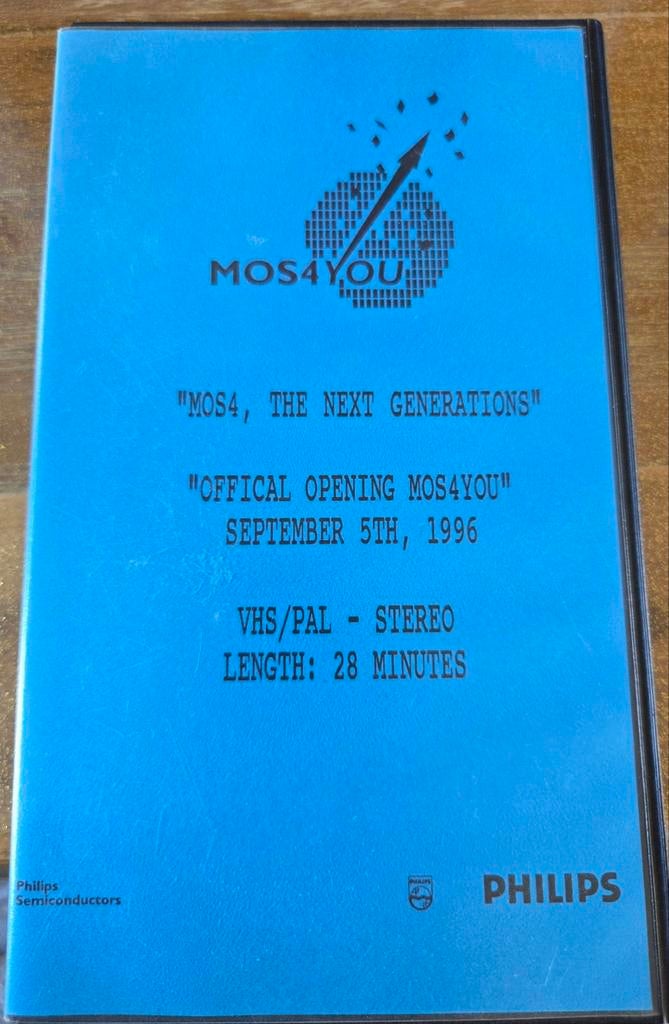 MOS4YOU
"MOS4, THE NEXT GENERATIONS"
"OFFICAL OPENING MOS4YOU"
SEPTEMBER 5TH, 1996
VHS/PAL - STEREO
LENGTH: 28 MINUTES
Philips
Semiconductors
PHILIPS
PHILIPS